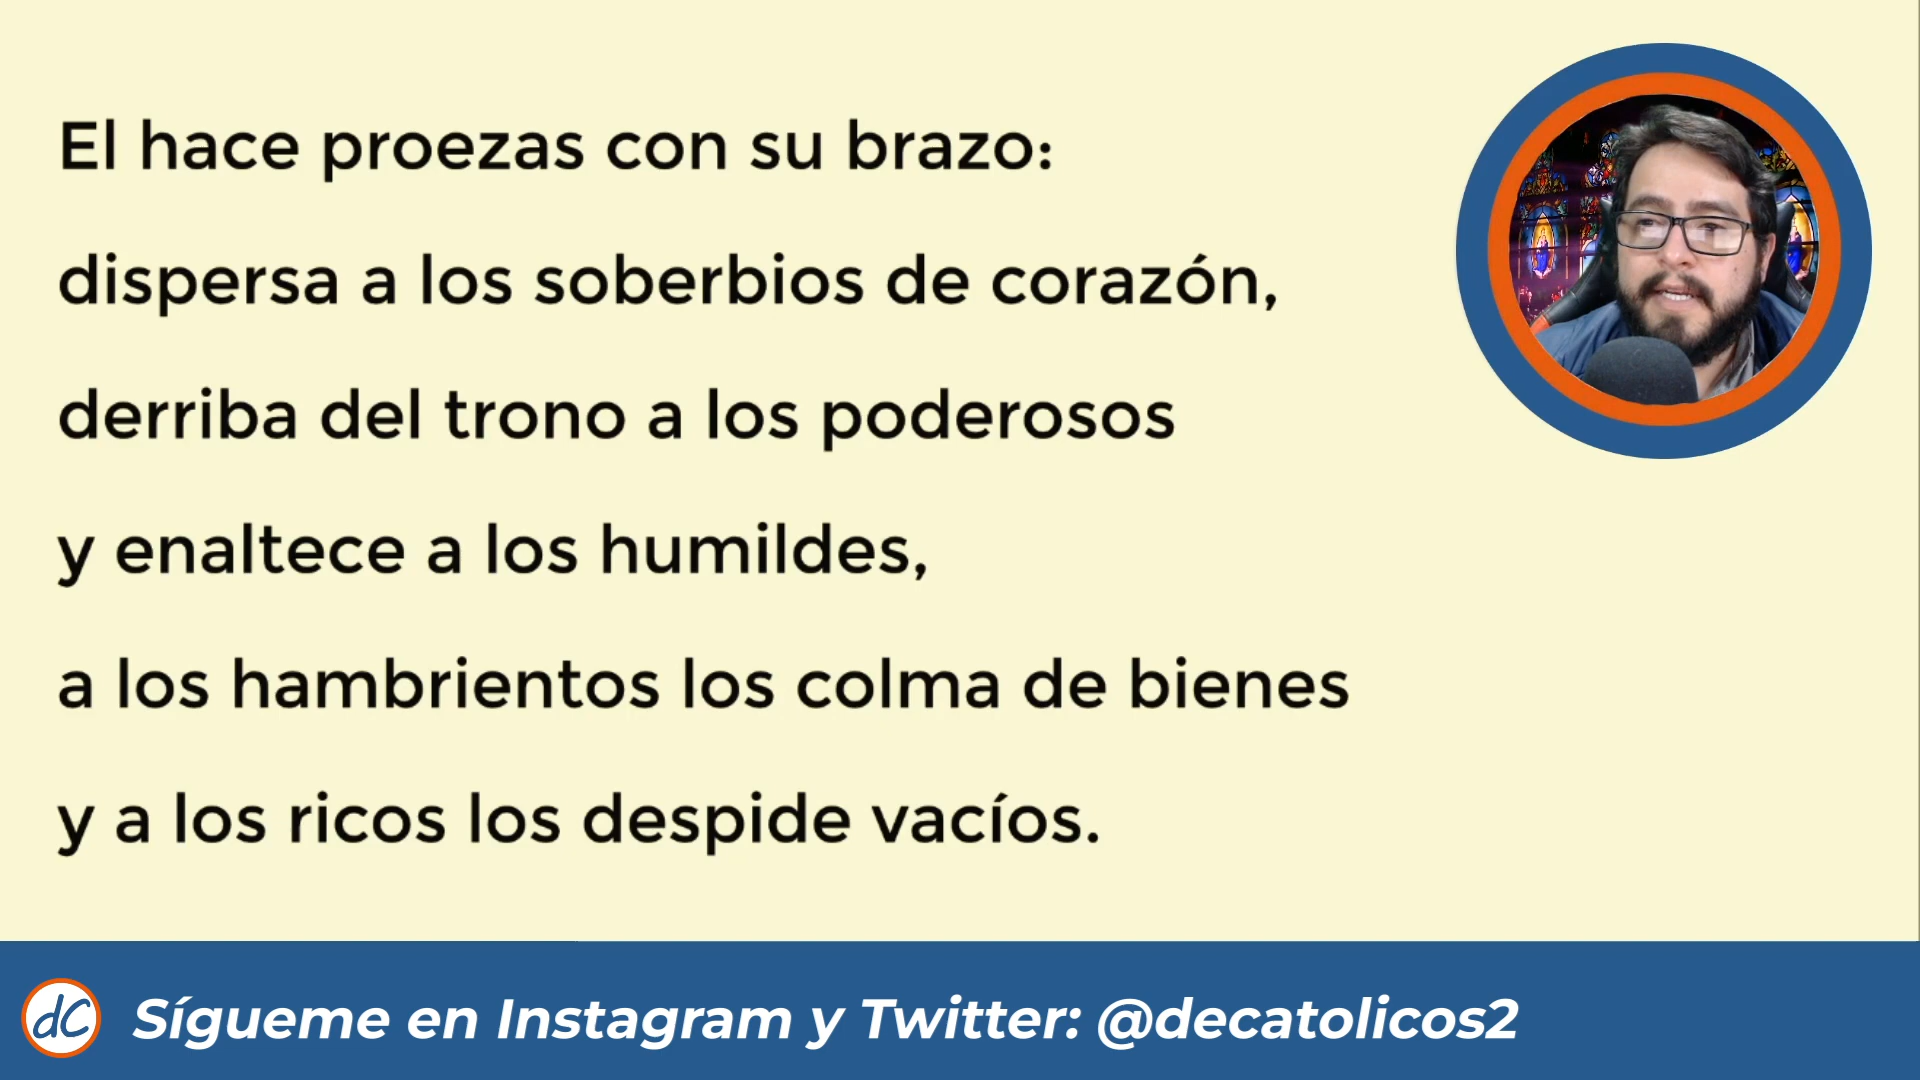 El hace proezas con su brazo:
dispersa a los soberbios de corazón,
derriba del trono a los poderosos
y enaltece a los humildes,
a los hambrientos los colma de bienes
y a los ricos los despide vacíos.
dC Sígueme en Instagram y Twitter: @decatolicos2